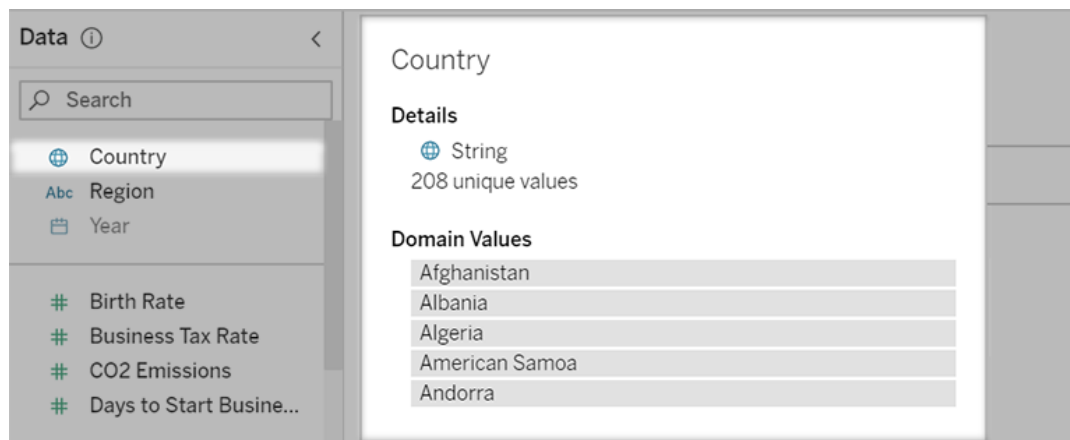 Data
Search
Country
Abc Region
Year
Birth Rate
Business Tax Rate
CO2 Emissions
Days to Start Busine...
Country
Details
String
208 unique values
Domain Values
Afghanistan
Albania
Algeria
American Samoa
Andorra